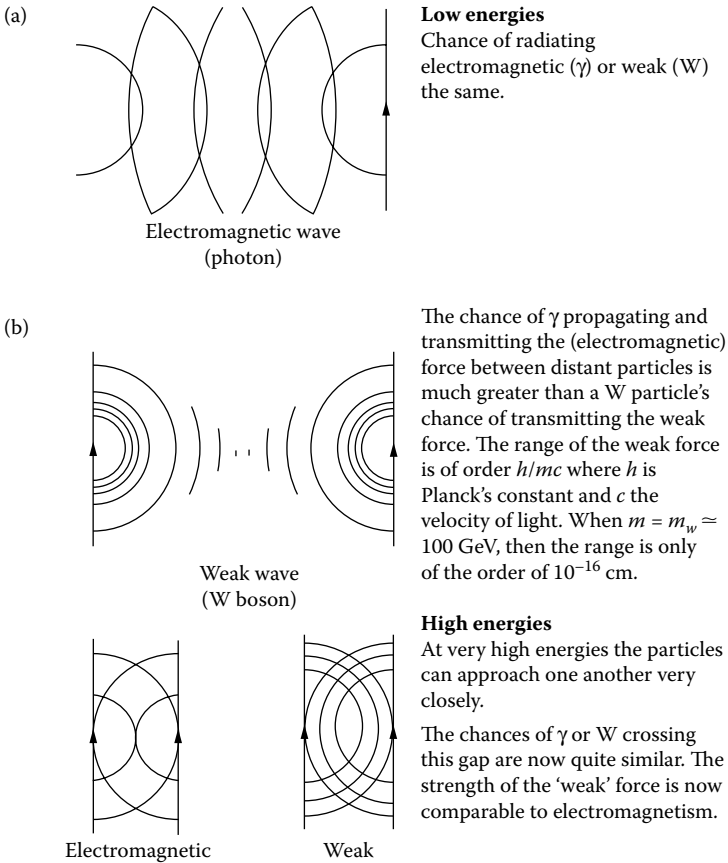 (a)
Low energies
Chance of radiating
electromagnetic (γ) or weak (W)
the same.
Electromagnetic wave
(photon)
(b)
The chance of γ propagating and
transmitting the (electromagnetic)
force between distant particles is
much greater than a W particle’s
chance of transmitting the weak
force. The range of the weak force
is of order h/mc where h is
Planck’s constant and c the
velocity of light. When m = m_w ≃
100 GeV, then the range is only
of the order of 10⁻¹⁶ cm.
Weak wave
(W boson)
High energies
At very high energies the particles
can approach one another very
closely.
The chances of γ or W crossing
this gap are now quite similar. The
strength of the ‘weak’ force is now
comparable to electromagnetism.
Electromagnetic
Weak